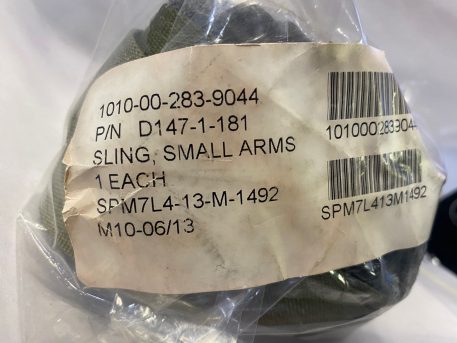 1010-00-283-9044
P/N D147-1-181
SLING, SMALL ARMS
1 EACH
SPM7L4-13-M-1492
M10-06/13
101000283904
SPM7L413M1492